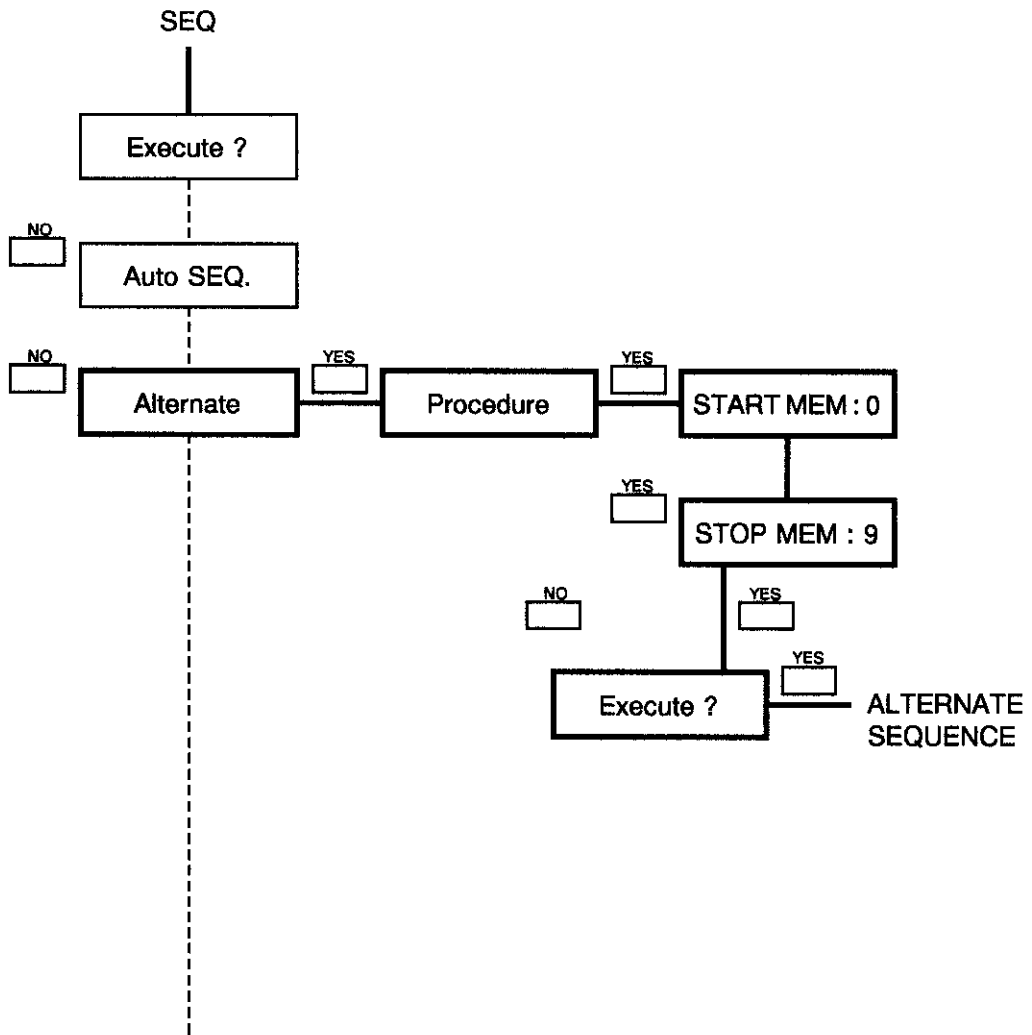 SEQ
Execute ?
NO
Auto SEQ.
NO
Alternate
YES
Procedure
YES
START MEM : 0
YES
STOP MEM : 9
NO
YES
Execute ?
YES
ALTERNATE
SEQUENCE